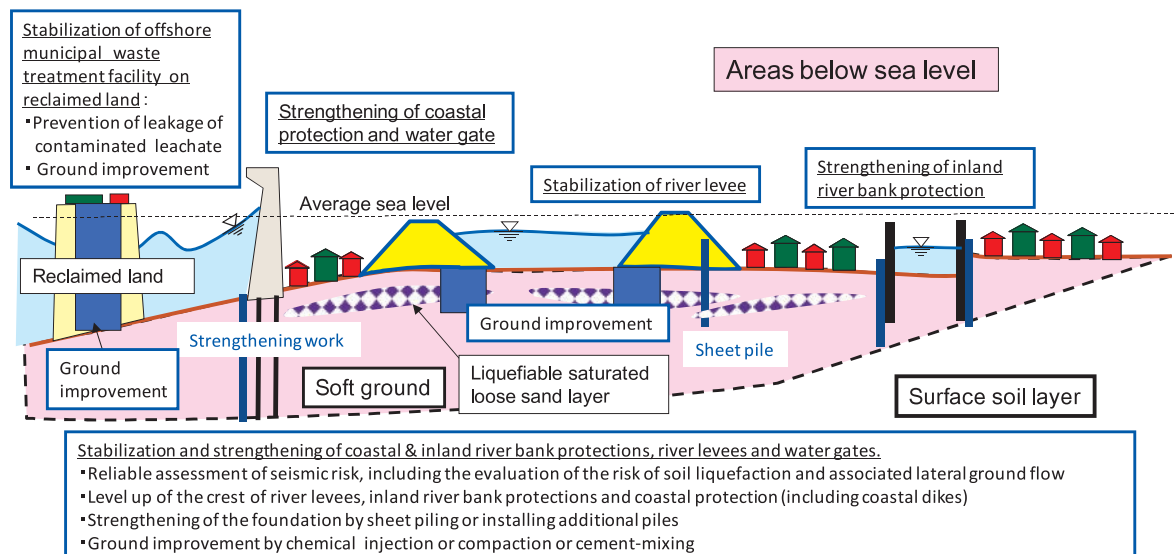 Stabilization of offshore
municipal waste
treatment facility on
reclaimed land :
・Prevention of leakage of
contaminated leachate
・ Ground improvement
Areas below sea level
Strengthening of coastal
protection and water gate
Stabilization of river levee
Strengthening of inland
river bank protection
Average sea level
Reclaimed land
Ground improvement
Strengthening work
Sheet pile
Ground
improvement
Soft ground
Liquefiable saturated
loose sand layer
Surface soil layer
Stabilization and strengthening of coastal & inland river bank protections, river levees and water gates.
・Reliable assessment of seismic risk, including the evaluation of the risk of soil liquefaction and associated lateral ground flow
・Level up of the crest of river levees, inland river bank protections and coastal protection (including coastal dikes)
・Strengthening of the foundation by sheet piling or installing additional piles
・Ground improvement by chemical injection or compaction or cement-mixing